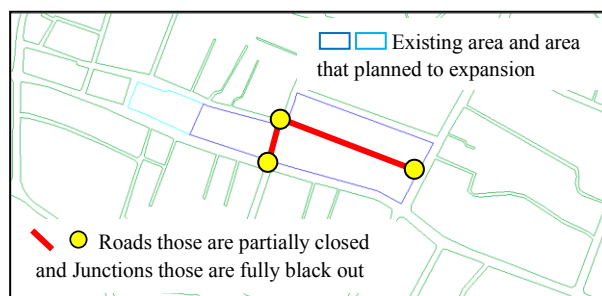 Existing area and area
that planned to expansion
Roads those are partially closed
and Junctions those are fully black out